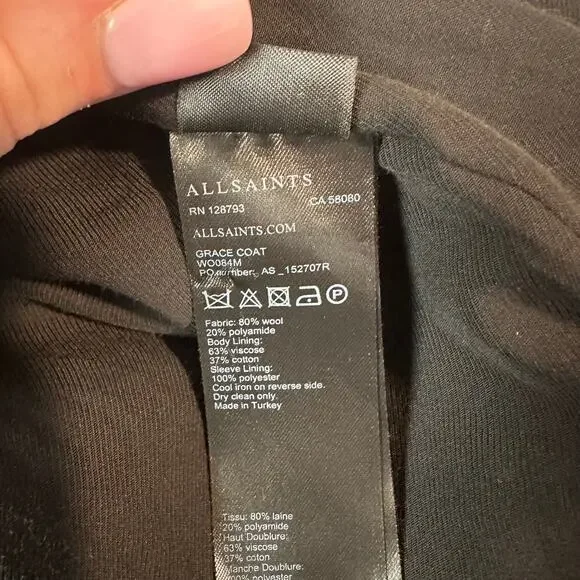 ALLSAINTS
RN 128793 CA 58080
ALLSAINTS.COM
GRACE COAT
WO084M
PO number: AS_152707R
P
Fabric: 80% wool
20% polyamide
Body Lining:
63% viscose
37% cotton
Sleeve Lining:
100% polyester
Cool iron on reverse side.
Dry clean only.
Made in Turkey
Tissu: 80% laine
20% polyamide
Haut Doublure:
63% viscose
37% coton
Manche Doublure:
100% polyester